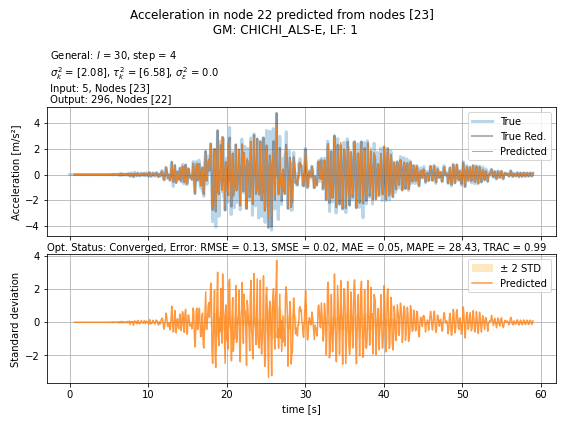 Acceleration in node 22 predicted from nodes [23]
GM: CHICHI_ALS-E, LF: 1
General: l = 30, step = 4
σ²ₖ = [2.08], τ²ₖ = [6.58], σ²ε = 0.0
Input: 5, Nodes [23]
Output: 296, Nodes [22]
Acceleration [m/s²]
4
2
0
−2
−4
True
True Red.
Predicted
Opt. Status: Converged, Error: RMSE = 0.13, SMSE = 0.02, MAE = 0.05, MAPE = 28.43, TRAC = 0.99
Standard deviation
4
2
0
−2
± 2 STD
Predicted
0 10 20 30 40 50 60
time [s]